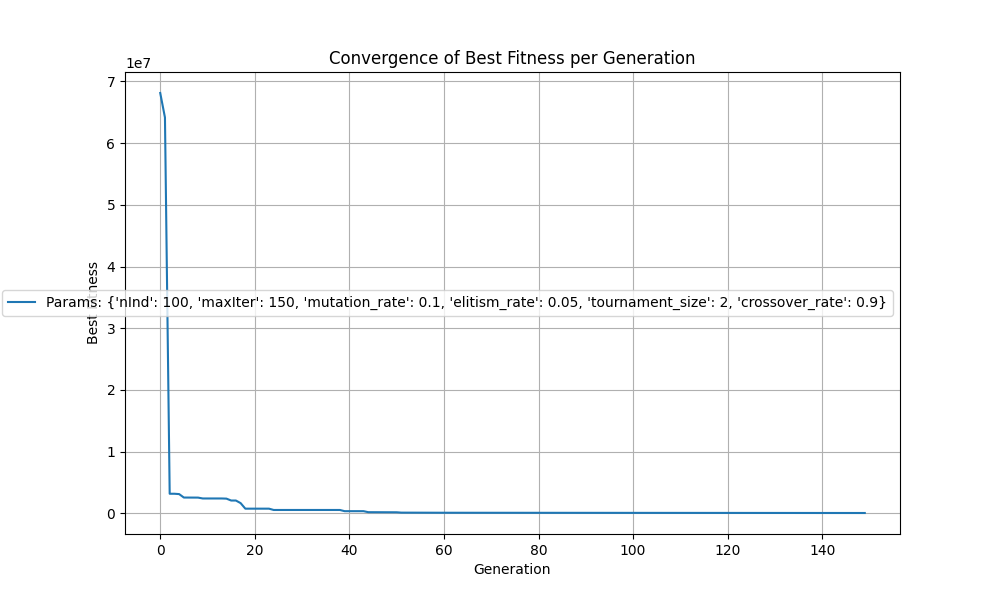 Convergence of Best Fitness per Generation
1e7
7
6
5
4
3
2
1
0
Best
ness
Params: {'nInd': 100, 'maxIter': 150, 'mutation_rate': 0.1, 'elitism_rate': 0.05, 'tournament_size': 2, 'crossover_rate': 0.9}
0 20 40 60 80 100 120 140
Generation